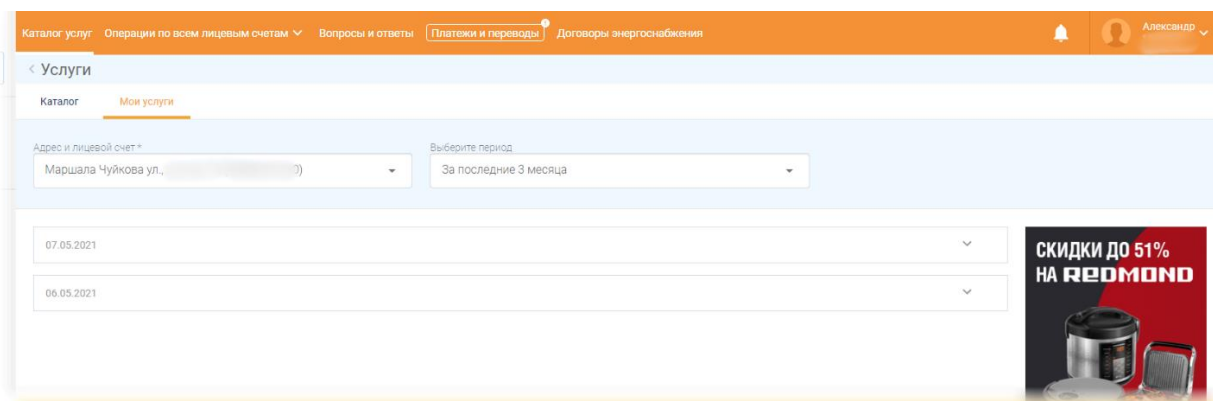 Каталог услуг Операции по всем лицевым счетам Вопросы и ответы Платежи и переводы Договоры энергоснабжения Александр
< Услуги
Каталог Мои услуги
Адрес и лицевой счет * Выберите период
Маршала Чуйкова ул., 0) За последние 3 месяца
07.05.2021
06.05.2021
СКИДКИ ДО 51%
НА REDMOND